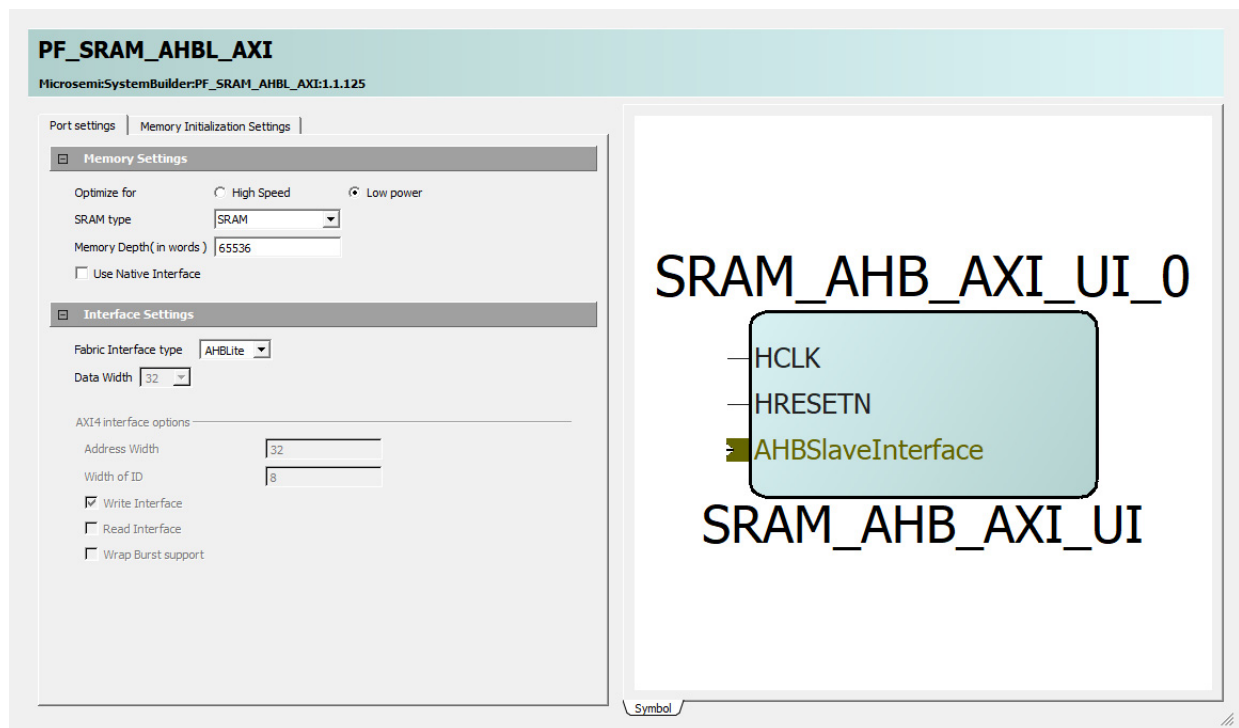 PF_SRAM_AHBL_AXI
Microsemi:SystemBuilder:PF_SRAM_AHBL_AXI:1.1.125
Port settings Memory Initialization Settings
Memory Settings
Optimize for High Speed Low power
SRAM type SRAM
Memory Depth( in words ) 65536
Use Native Interface
Interface Settings
Fabric Interface type AHBLite
Data Width 32
AXI4 interface options
Address Width 32
Width of ID 8
Write Interface
Read Interface
Wrap Burst support
SRAM_AHB_AXI_UI_0
HCLK
HRESETN
AHBSlaveInterface
SRAM_AHB_AXI_UI
Symbol